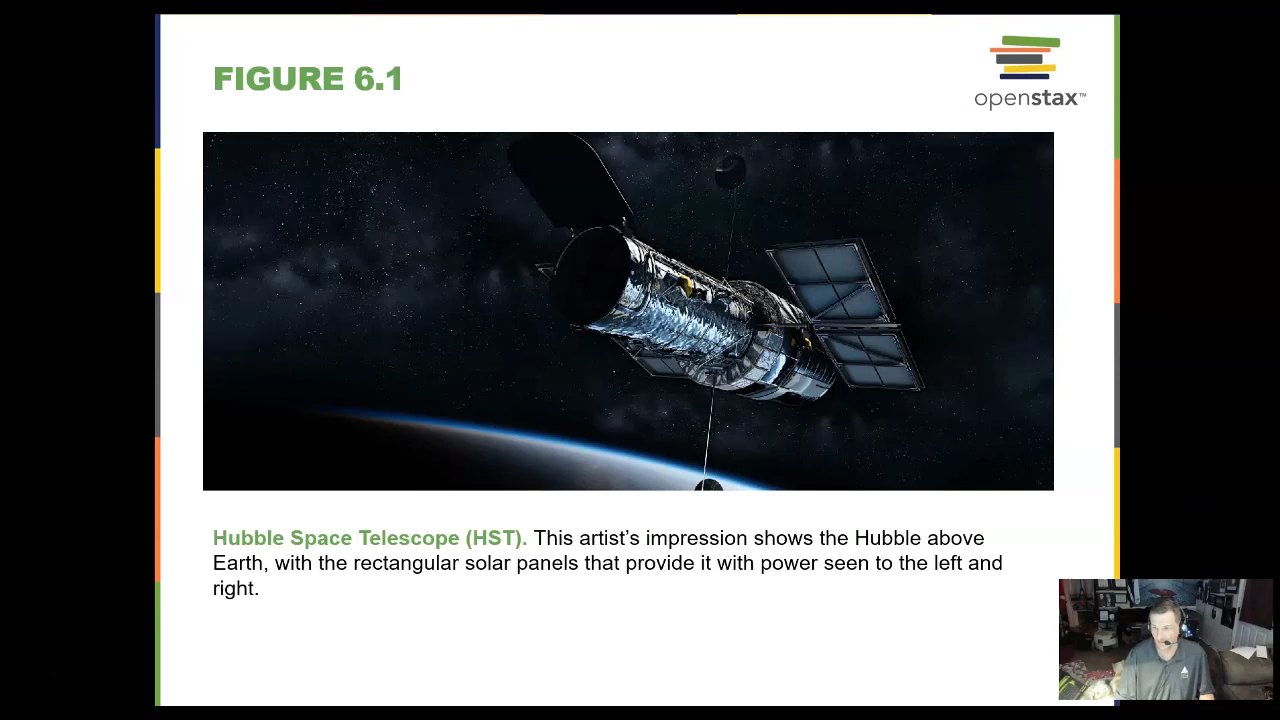 FIGURE 6.1
openstax™
Hubble Space Telescope (HST). This artist’s impression shows the Hubble above
Earth, with the rectangular solar panels that provide it with power seen to the left and
right.